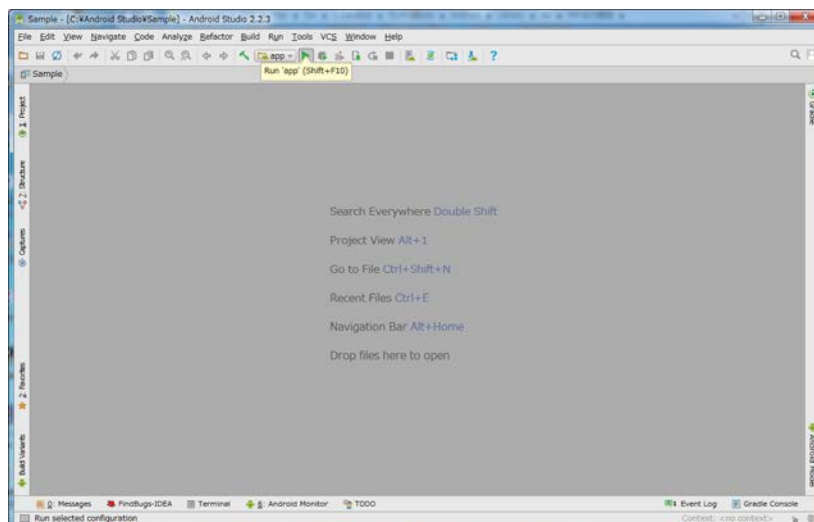 Sample - [C:¥Android Studio¥Sample] - Android Studio 2.2.3
File Edit View Navigate Code Analyze Refactor Build Run Tools VCS Window Help
app
Run 'app' (Shift+F10)
Sample
1: Project
2: Structure
Captures
2: Favorites
Build Variants
Gradle
Android Model
Search Everywhere Double Shift
Project View Alt+1
Go to File Ctrl+Shift+N
Recent Files Ctrl+E
Navigation Bar Alt+Home
Drop files here to open
0: Messages FindBugs-IDEA Terminal 6: Android Monitor TODO Event Log Gradle Console
Run selected configuration Context: <no context>